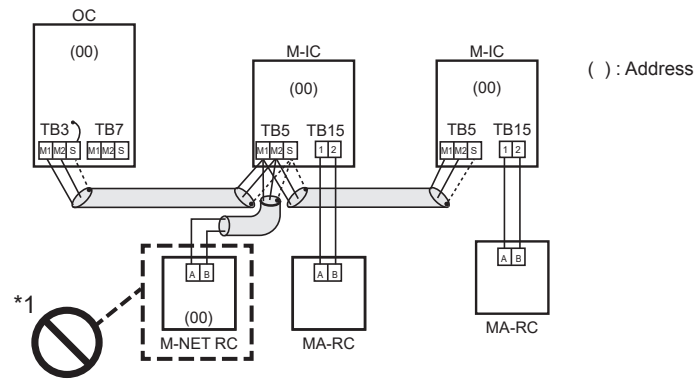 OC
(00)
TB3 TB7
M1 M2 S M1 M2 S
M-IC
(00)
TB5 TB15
M1 M2 S 1 2
M-IC
(00)
TB5 TB15
M1 M2 S 1 2
( ) : Address
*1
A B
(00)
M-NET RC
A B
MA-RC
A B
MA-RC